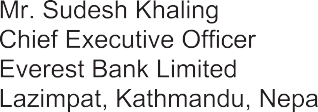 Mr. Sudesh Khaling
Chief Executive Officer
Everest Bank Limited
Lazimpat, Kathmandu, Nepa